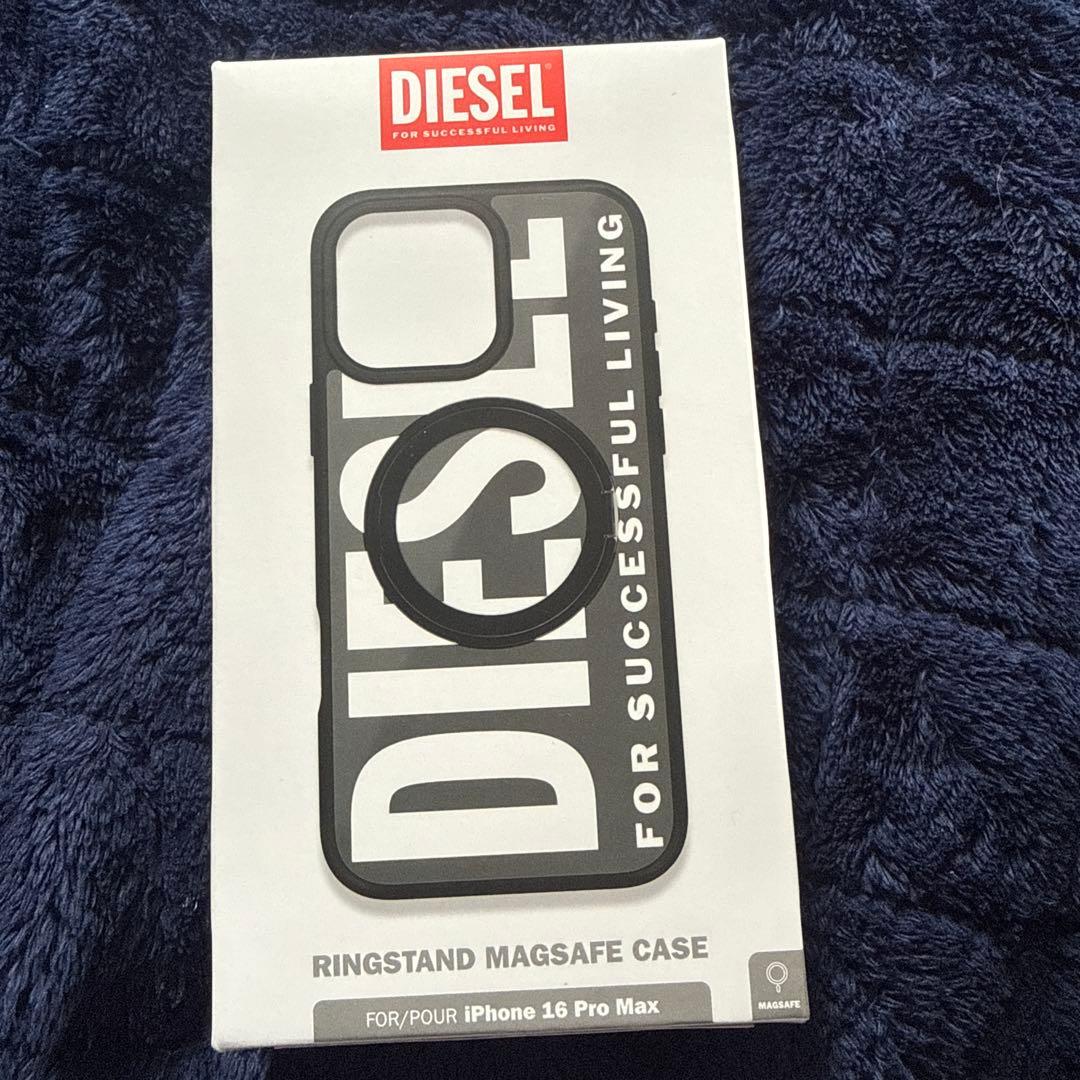 DIESEL
FOR SUCCESSFUL LIVING
DIESEL
FOR SUCCESSFUL LIVING
RINGSTAND MAGSAFE CASE
FOR/POUR iPhone 16 Pro Max
MAGSAFE